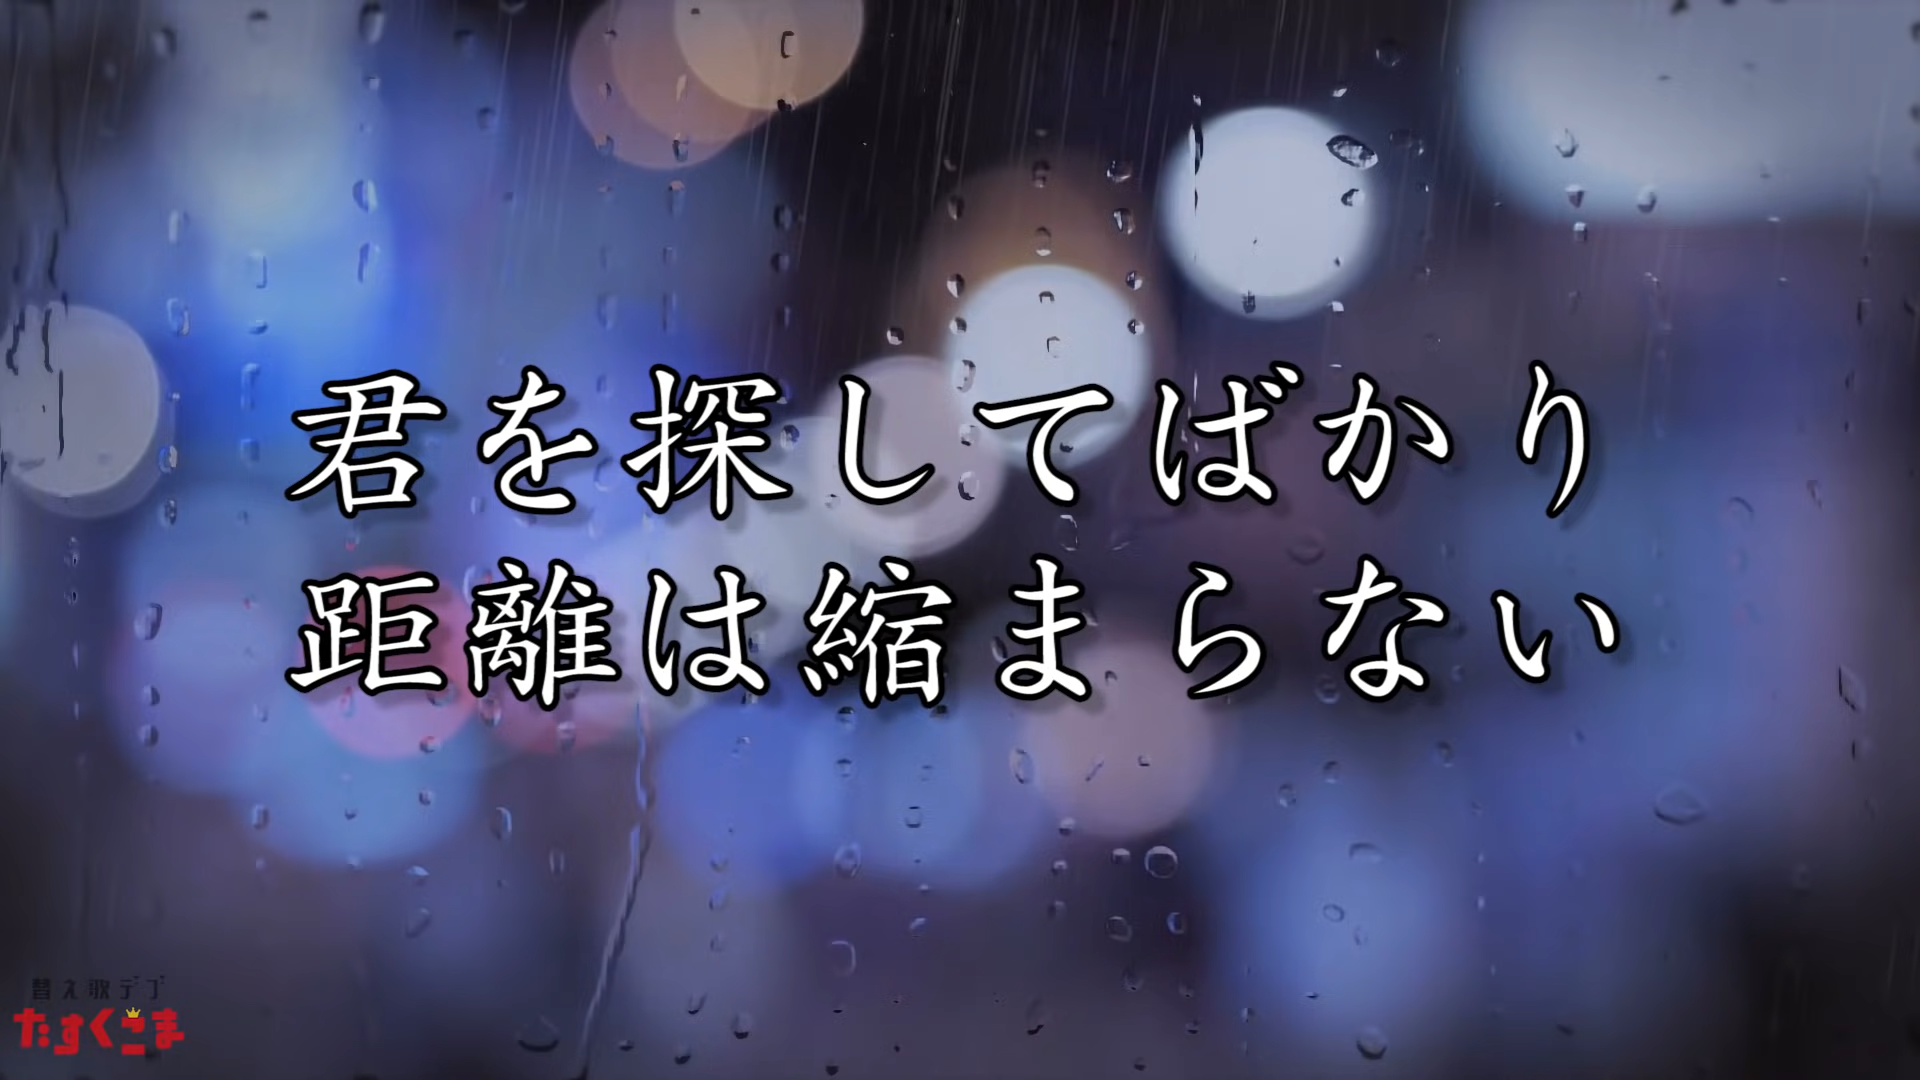 君を探してばかり
距離は縮まらない
替え歌デブ
たすくこま